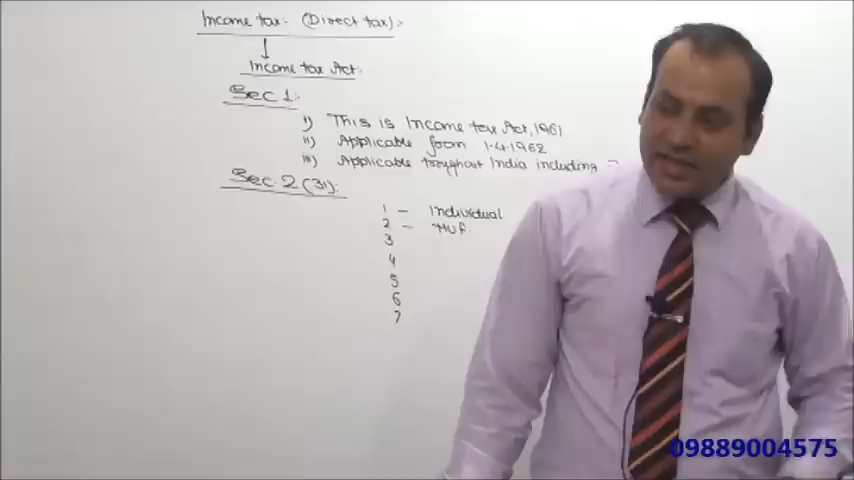 Income tax:- (Direct tax):-
Income tax Act:-
Sec 1:-
i) This is Income tax Act, 1961
ii) Applicable from 1-4-1962
iii) Applicable troughout India including
Sec. 2 (31):-
1 - Individual
2 - HUF.
3
4
5
6
7
09889004575